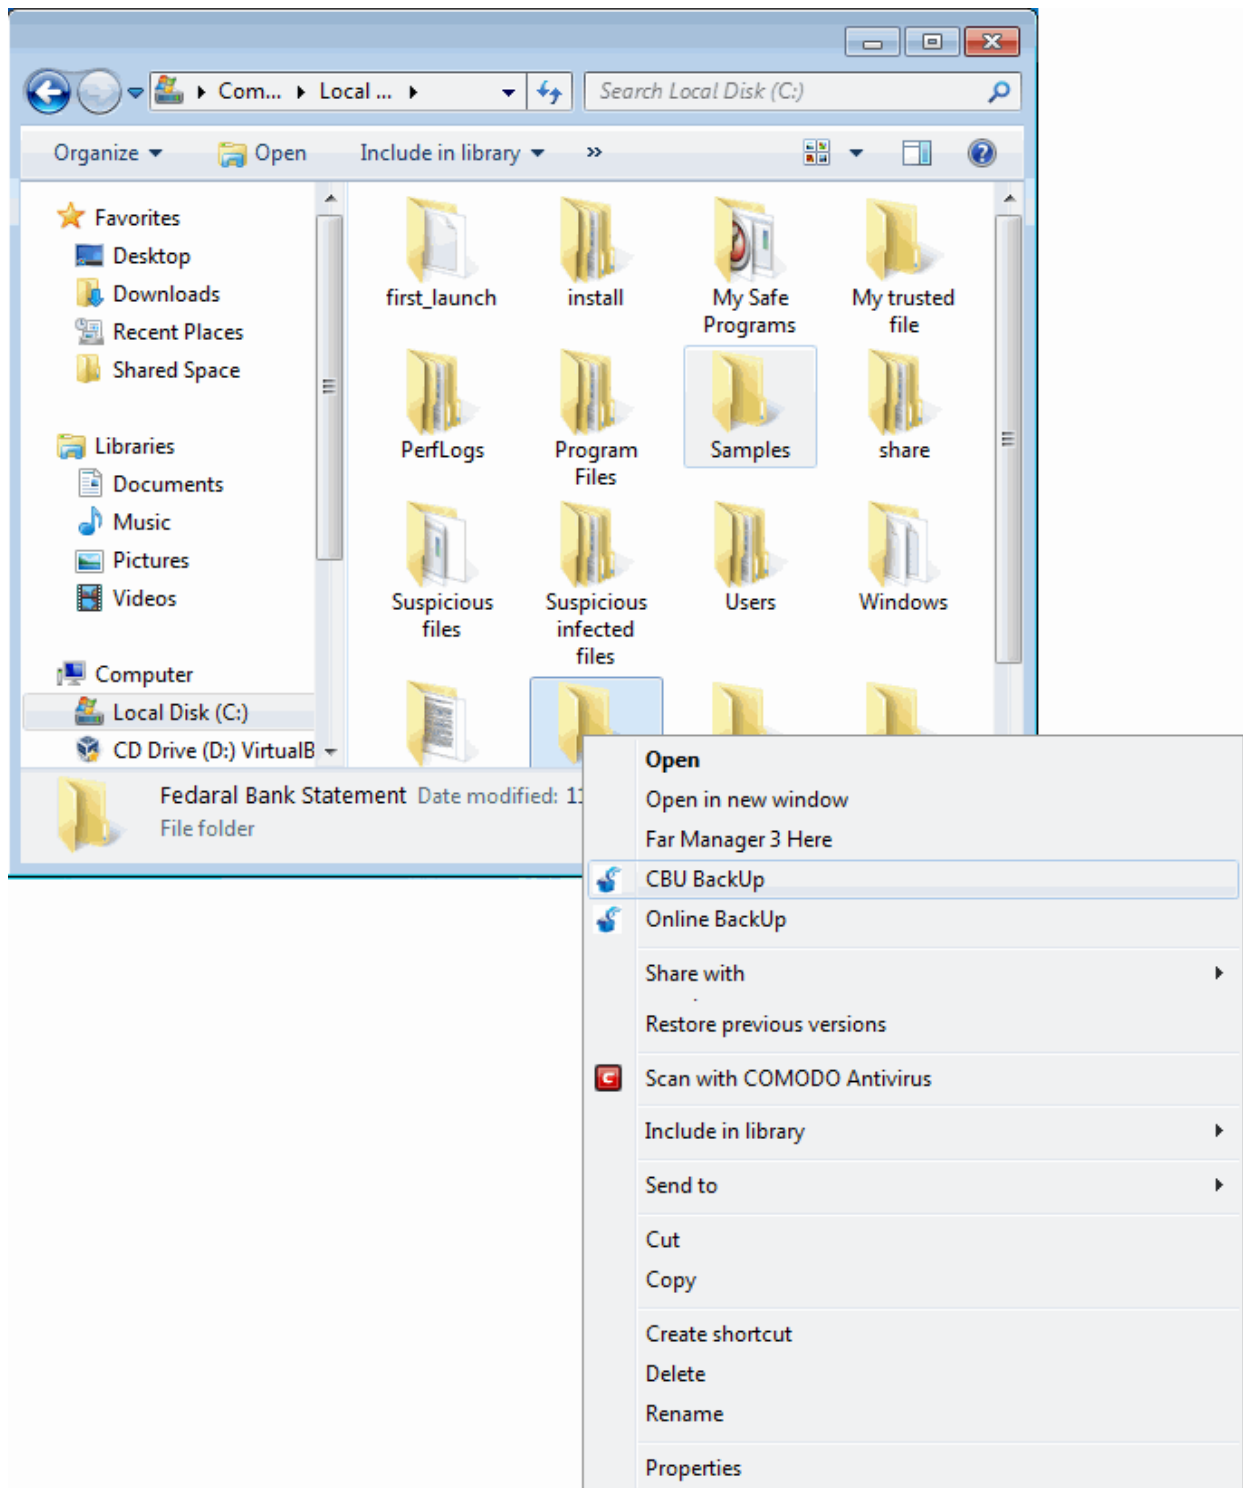 Com... Local ...
Search Local Disk (C:)
Organize Open Include in library »
Favorites
Desktop
Downloads
Recent Places
Shared Space
Libraries
Documents
Music
Pictures
Videos
Computer
Local Disk (C:)
CD Drive (D:) VirtualB
first_launch
install
My Safe
Programs
My trusted
file
PerfLogs
Program
Files
Samples
share
Suspicious
files
Suspicious
infected
files
Users
Windows
Fedaral Bank Statement Date modified: 11
File folder
Open
Open in new window
Far Manager 3 Here
CBU BackUp
Online BackUp
Share with
Restore previous versions
Scan with COMODO Antivirus
Include in library
Send to
Cut
Copy
Create shortcut
Delete
Rename
Properties